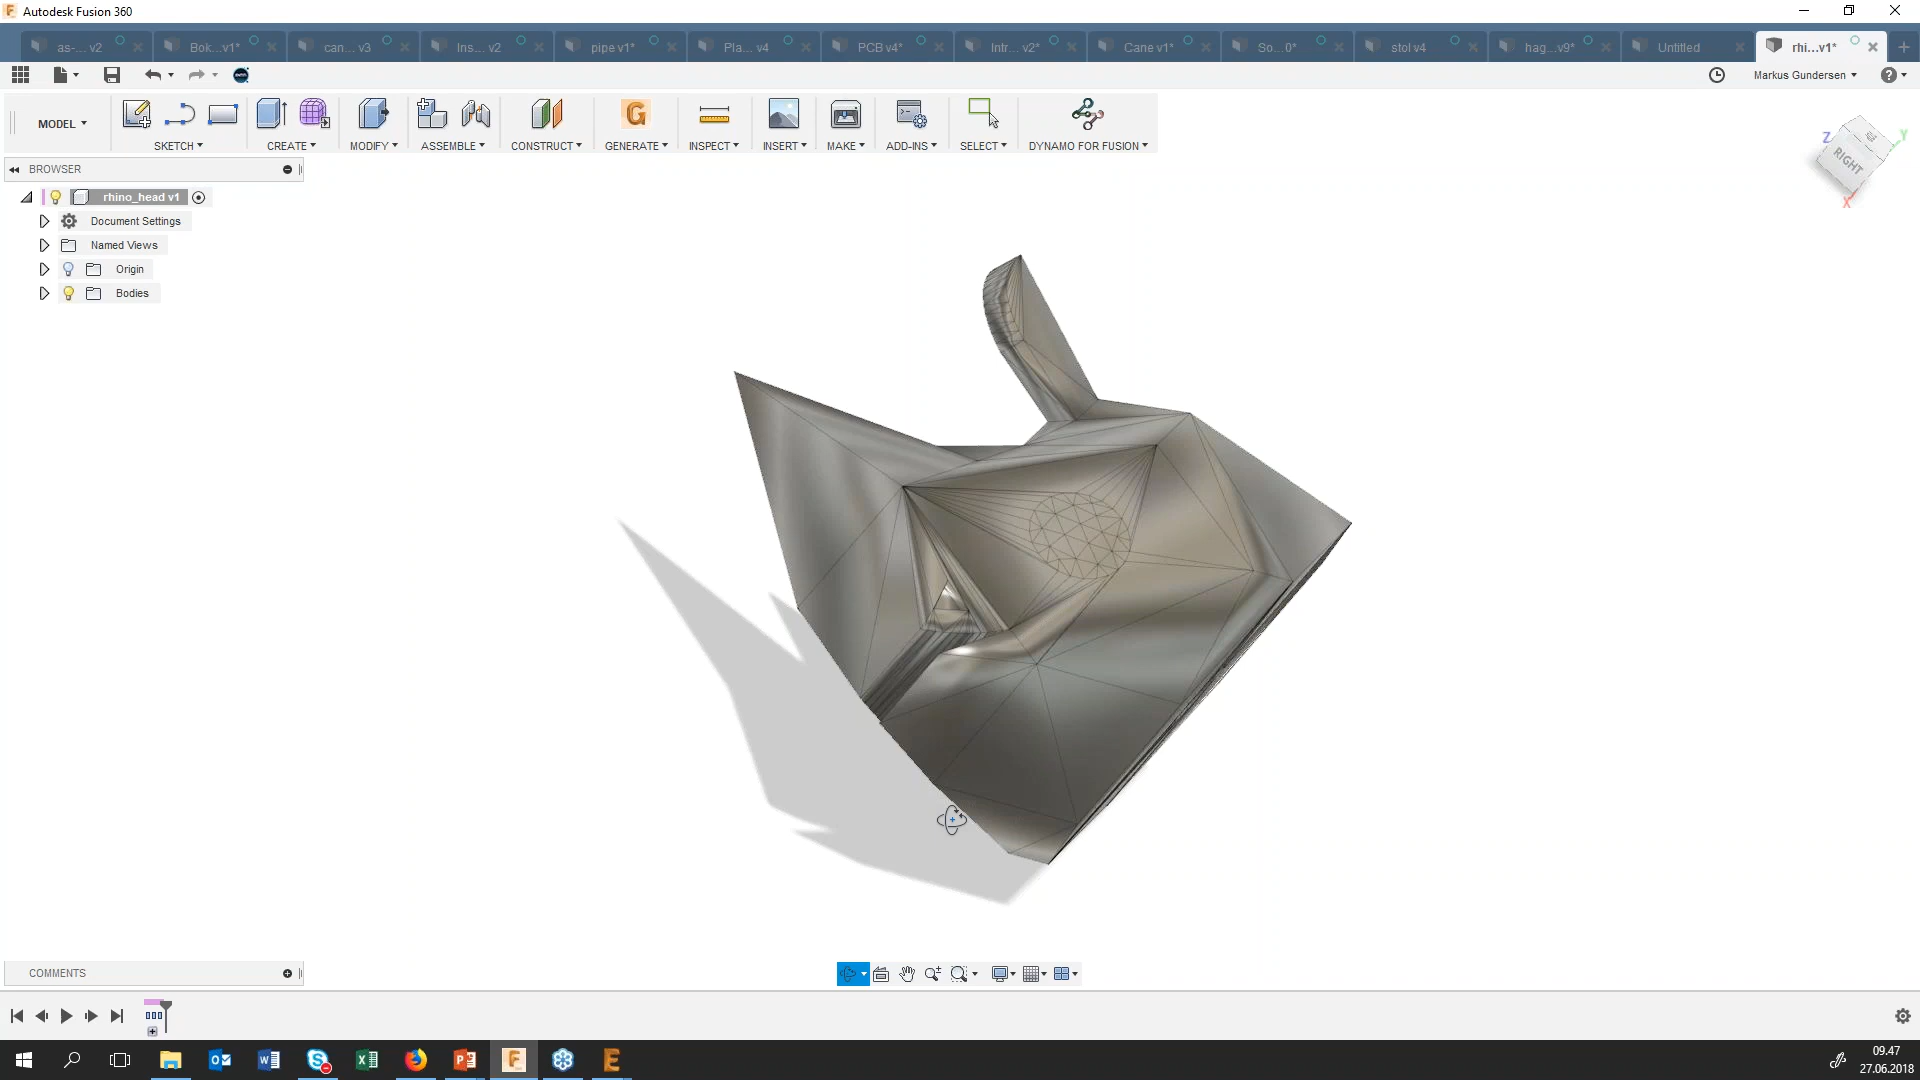 Autodesk Fusion 360
as-... v2
Bok...v1*
can... v3
Ins... v2
pipe v1*
Pla... v4
PCB v4*
Intr... v2*
Cane v1*
So...0*
stol v4
hag...v9*
Untitled
rhi...v1*
Markus Gundersen
MODEL
SKETCH
CREATE
MODIFY
ASSEMBLE
CONSTRUCT
GENERATE
INSPECT
INSERT
MAKE
ADD-INS
SELECT
DYNAMO FOR FUSION
Z
Y
RIGHT
X
BROWSER
rhino_head v1
Document Settings
Named Views
Origin
Bodies
COMMENTS
09.47
27.06.2018